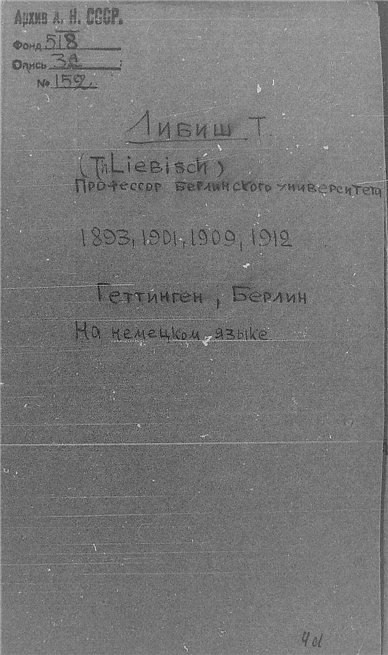 Архив А. Н. СССР.
Фонд 518
Опись 3а
№ 152.
Либиш Т.
(Th Liebisch)
Профессор Берлинского университета
1893, 1901, 1909, 1912
Геттинген, Берлин
На немецком языке